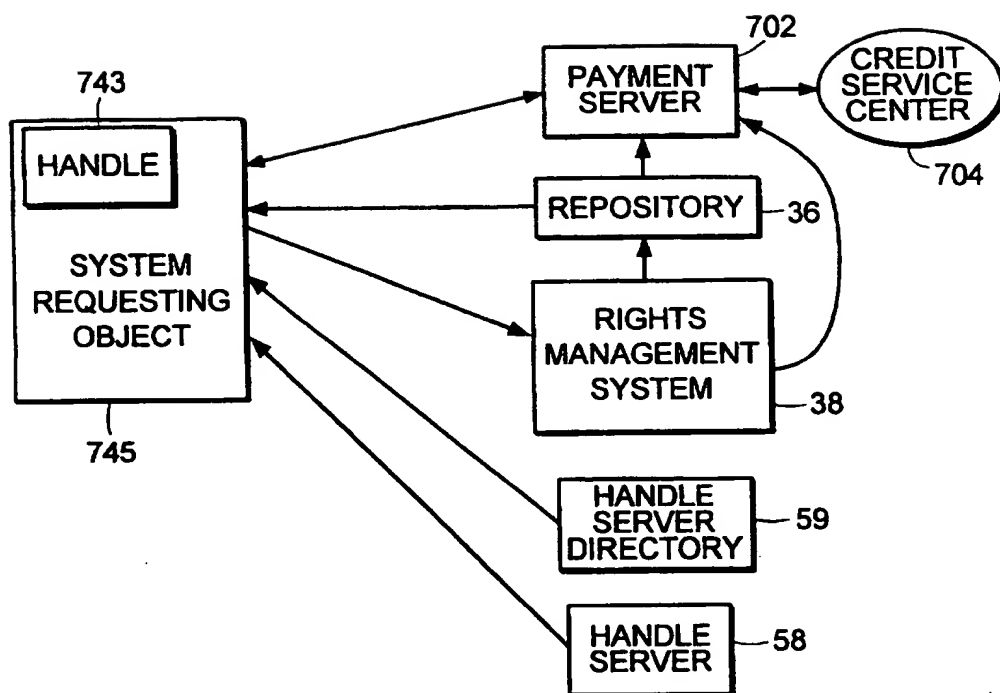 702
PAYMENT
SERVER
CREDIT
SERVICE
CENTER
704
743
HANDLE
SYSTEM
REQUESTING
OBJECT
745
REPOSITORY
36
RIGHTS
MANAGEMENT
SYSTEM
38
HANDLE
SERVER
DIRECTORY
59
HANDLE
SERVER
58